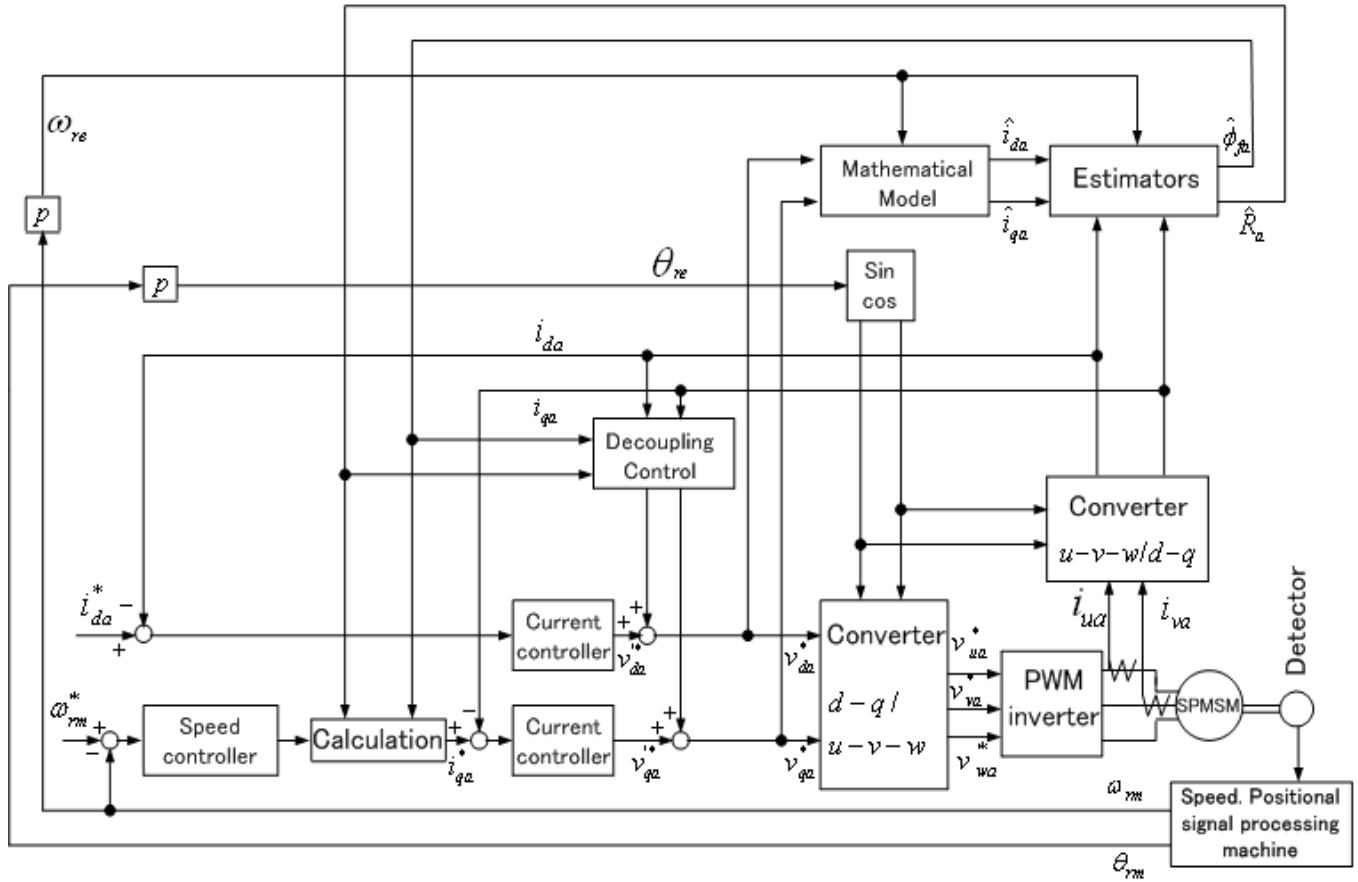 ω_re
p
p
θ_re
î_da
î_qa
Mathematical
Model
Estimators
φ̂_fa
R̂_a
Sin
cos
i_da
i_qa
Decoupling
Control
Converter
u-v-w/d-q
i_ua
i_va
Detector
i*_da
-
+
Current
controller
+
+
v'*_da
v*_da
Converter
d-q/
u-v-w
v*_ua
v*_va
v*_wa
PWM
inverter
SPMSM
ω*_rm
+
-
Speed
controller
Calculation
+
-
i*_qa
Current
controller
+
+
v'*_qa
v*_qa
ω_rm
θ_rm
Speed. Positional
signal processing
machine